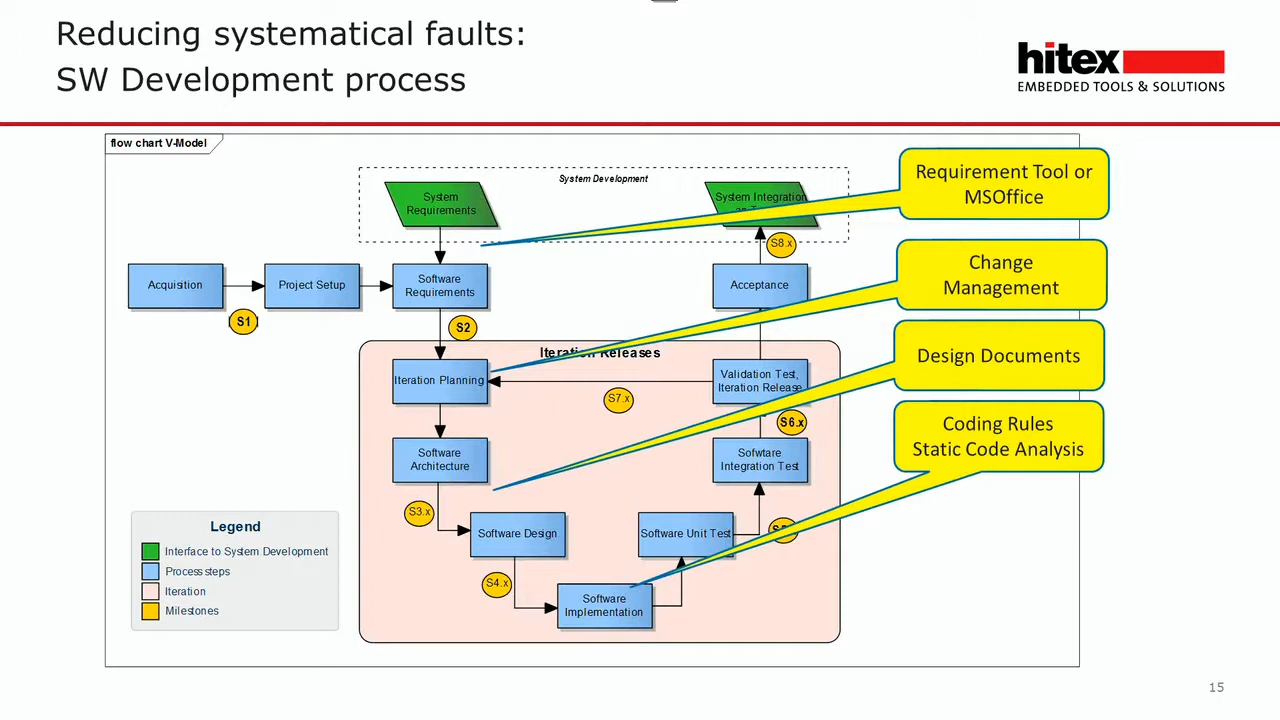 Reducing systematical faults:
SW Development process
hitex
EMBEDDED TOOLS & SOLUTIONS
flow chart V-Model
System Development
System
Requirements
System Integration
Requirement Tool or
MSOffice
S8.x
Acquisition
Project Setup
Software
Requirements
Acceptance
Change
Management
S1
S2
Iteration Releases
Iteration Planning
Validation Test,
Iteration Release
Design Documents
S7.x
S6.x
Coding Rules
Static Code Analysis
Software
Architecture
Software
Integration Test
S3.x
Software Design
Software Unit Test
S4.x
Software
Implementation
Legend
Interface to System Development
Process steps
Iteration
Milestones
15